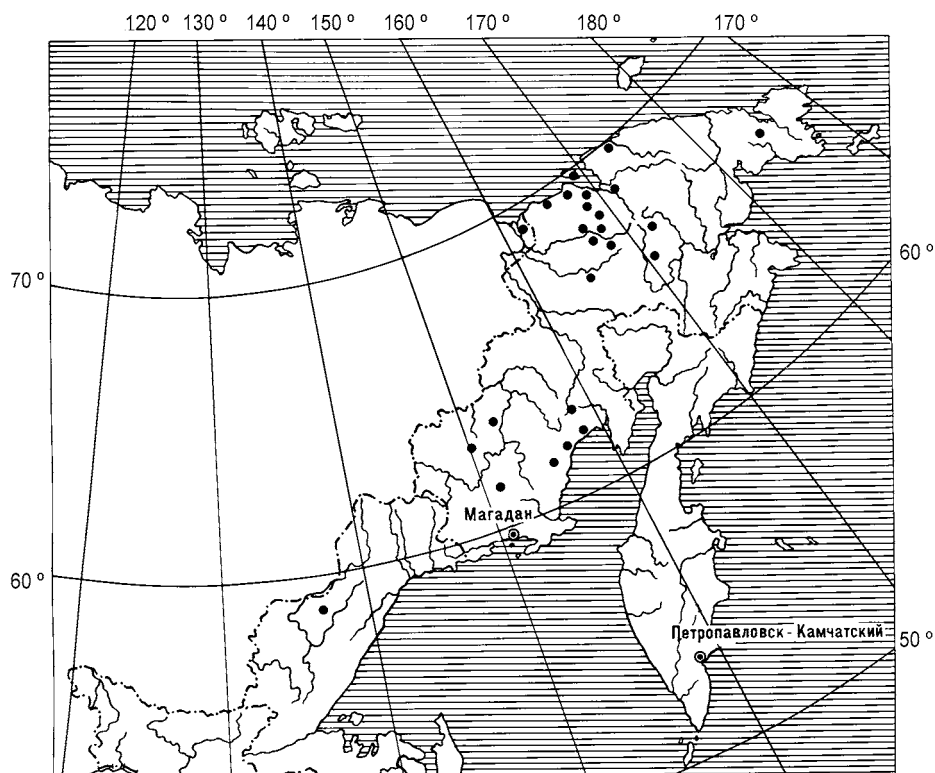 120 º 130 º 140 º 150 º 160 º 170 º 180 º 170 º
60 º
70 º
Магадан
60 º
Петропавловск - Камчатский
50 º